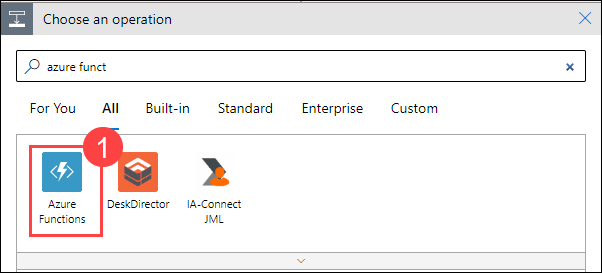 Choose an operation
azure funct
For You All Built-in Standard Enterprise Custom
1
Azure Functions
DeskDirector
IA-Connect JML